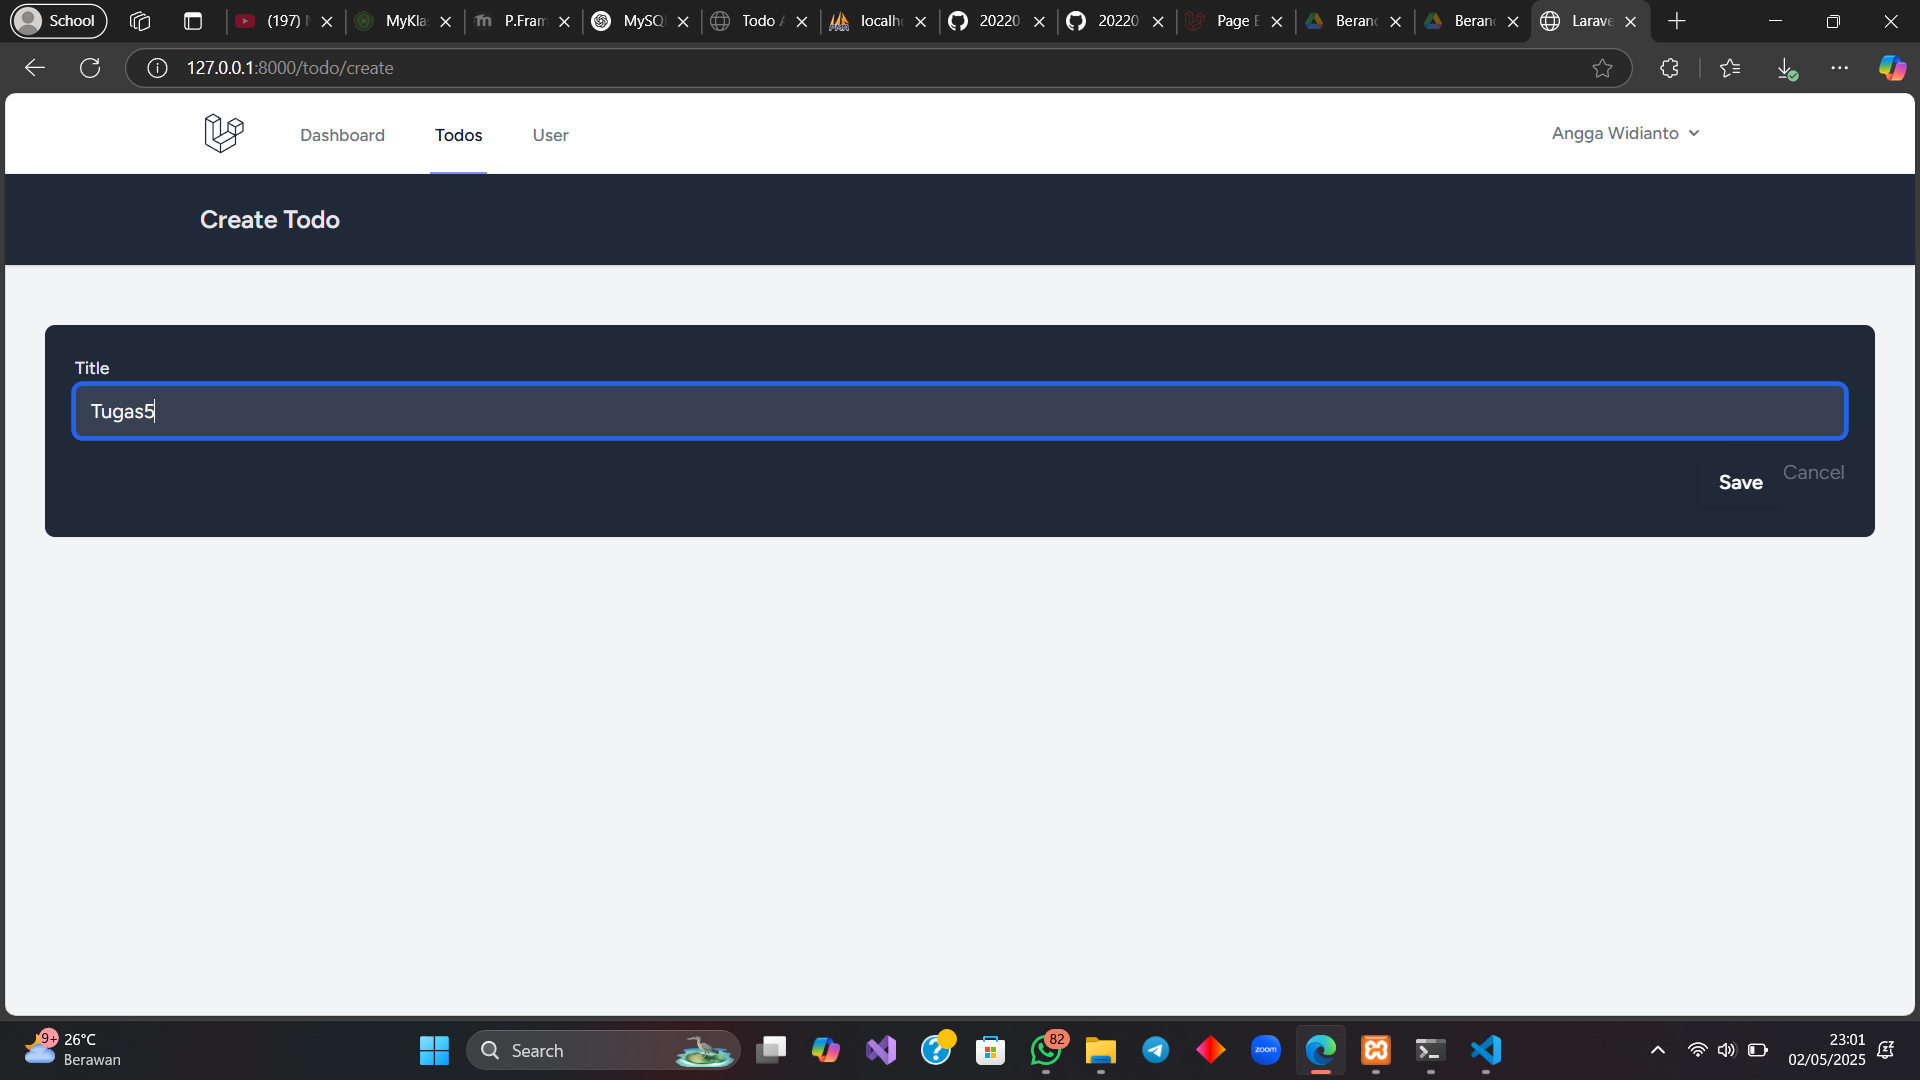 School
(197)
MyKla
P.Fram
MySQ
Todo
localh
20220
20220
Page E
Beran
Beran
Larave
127.0.0.1:8000/todo/create
Dashboard
Todos
User
Angga Widianto
Create Todo
Title
Tugas5
Save
Cancel
9+
26°C
Berawan
Search
82
zoom
23:01
02/05/2025